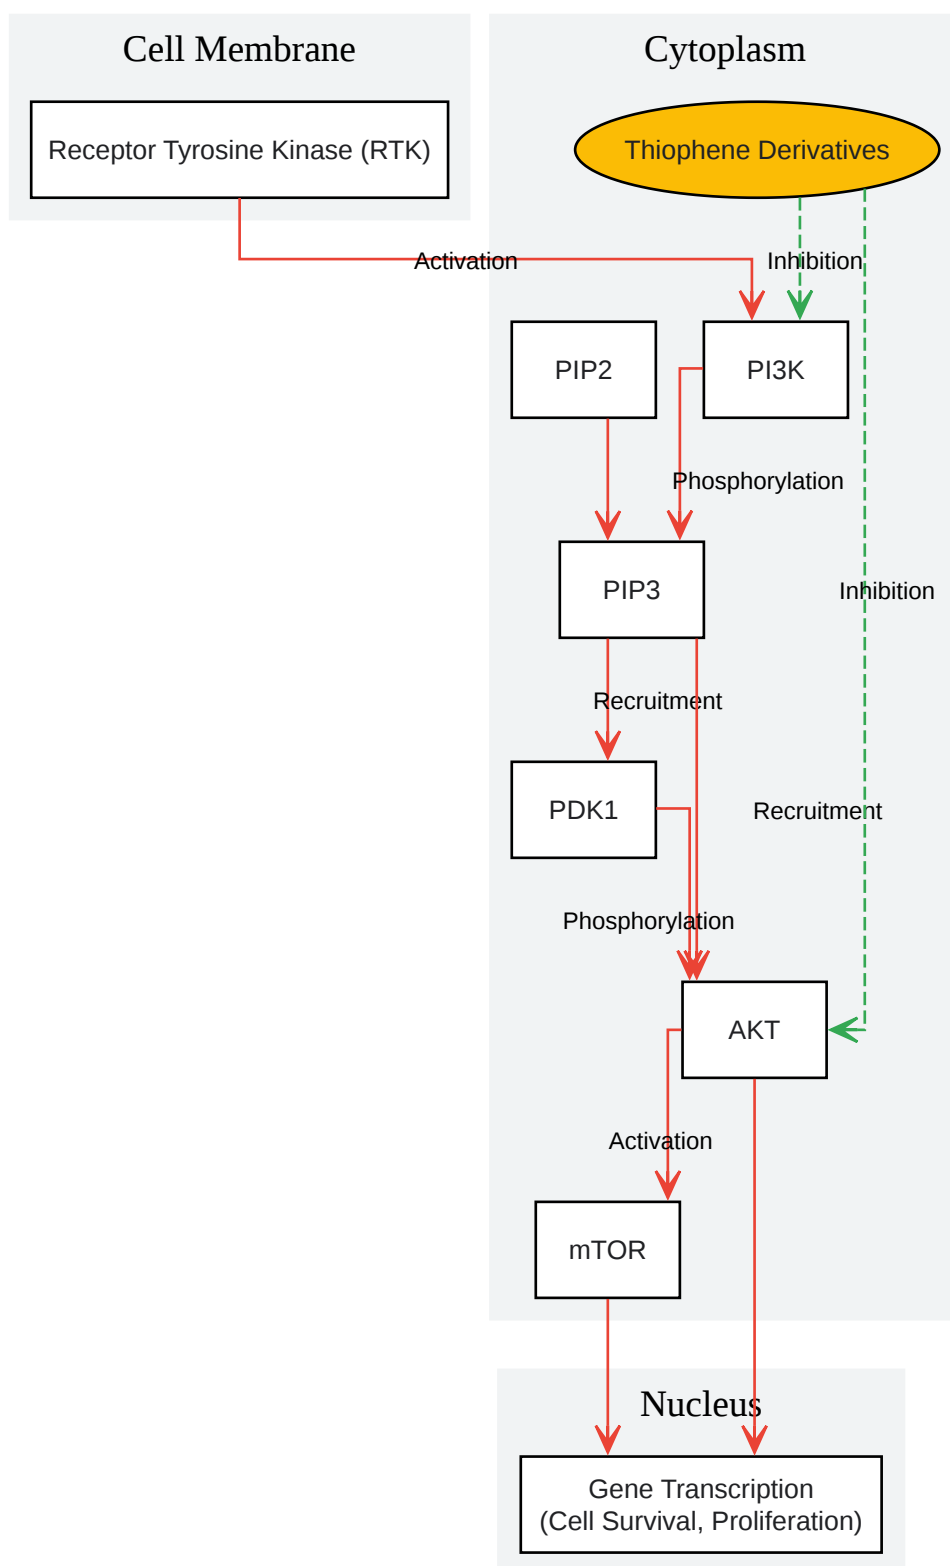 Cell Membrane
Cytoplasm
Receptor Tyrosine Kinase (RTK)
Thiophene Derivatives
Activation
Inhibition
PIP2
PI3K
Phosphorylation
PIP3
Inhibition
Recruitment
PDK1
Recruitment
Phosphorylation
AKT
Activation
mTOR
Nucleus
Gene Transcription
(Cell Survival, Proliferation)